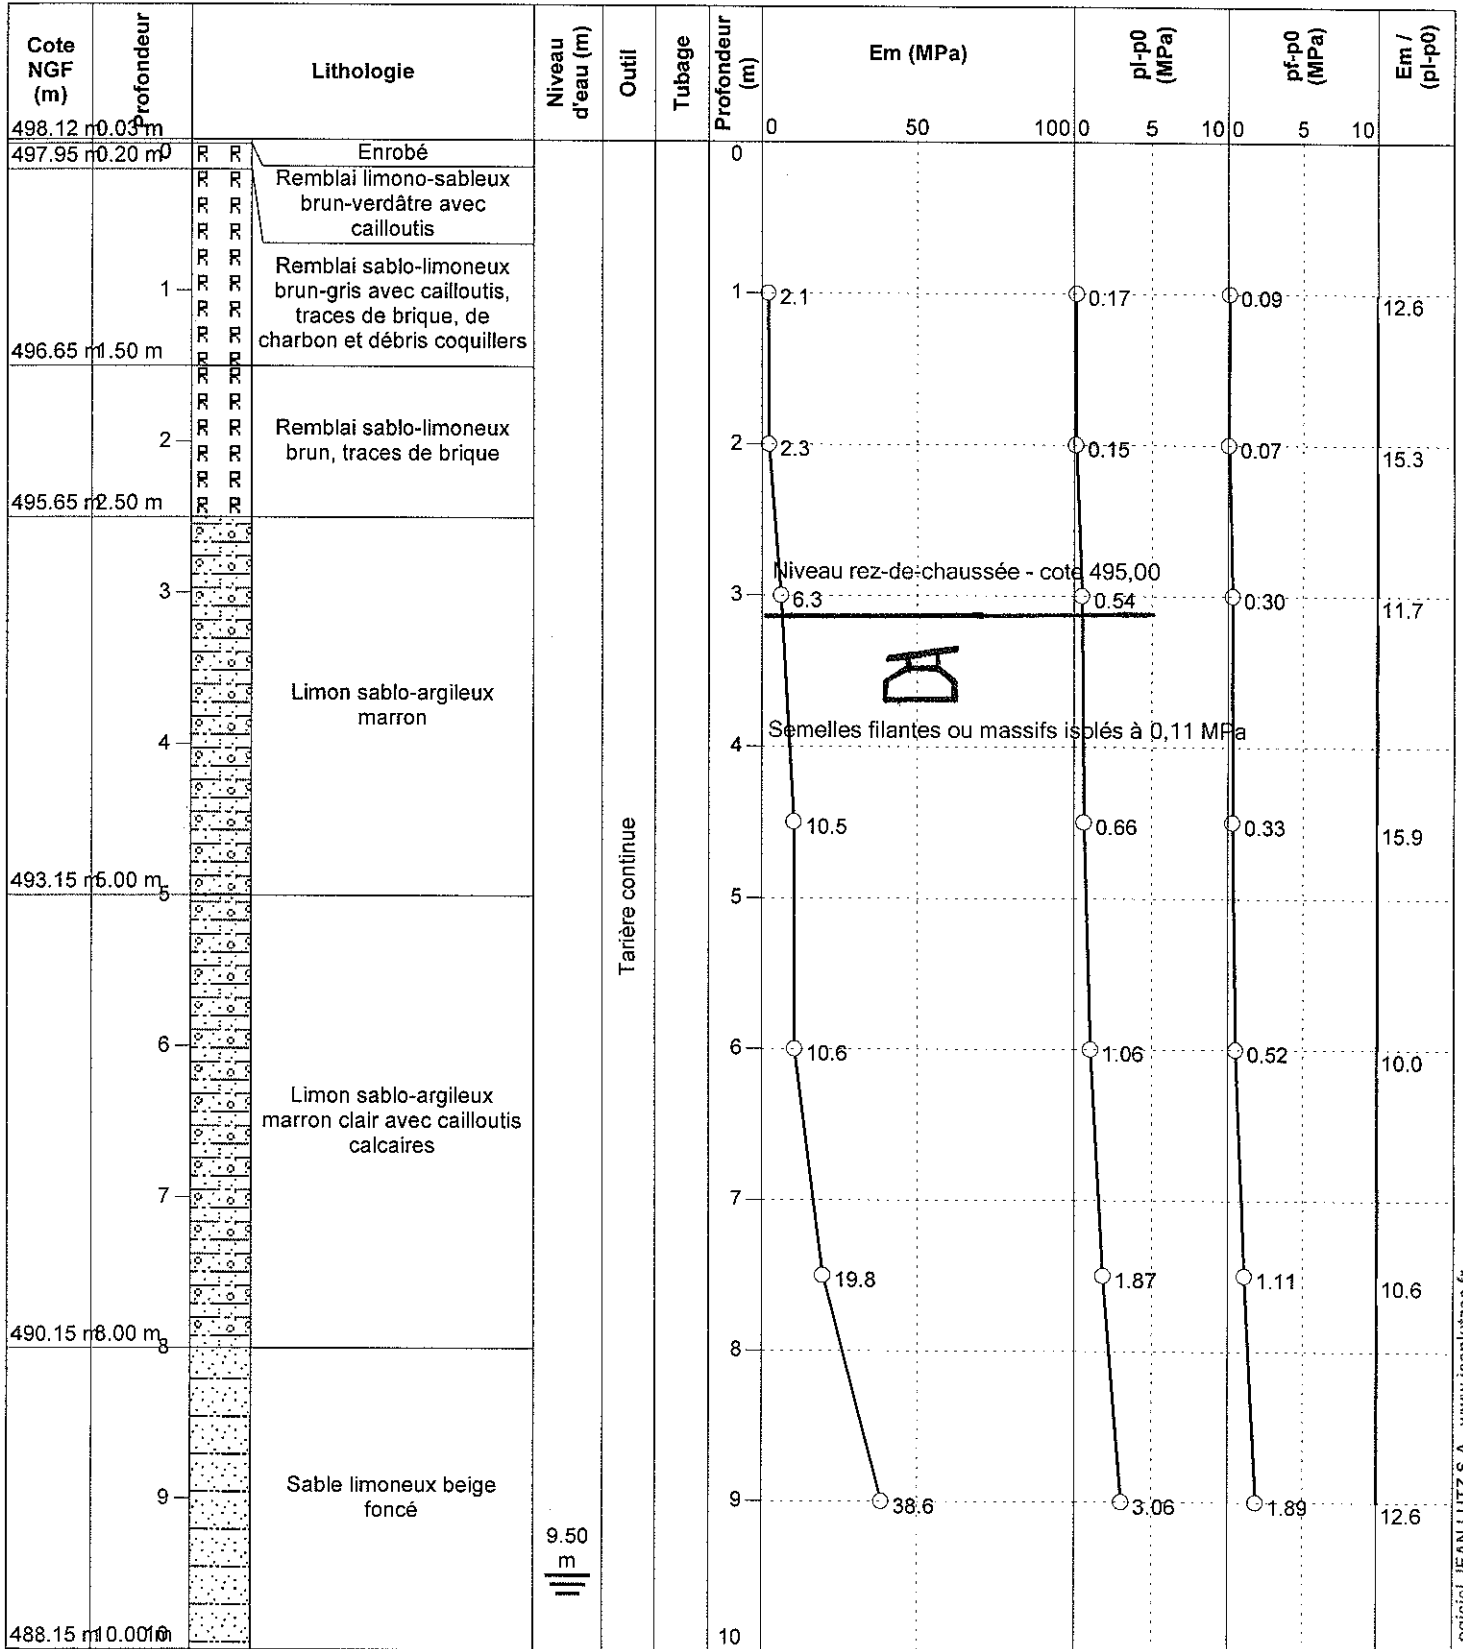 Cote NGF (m)
Profondeur
Lithologie
Niveau d'eau (m)
Outil
Tubage
Profondeur (m)
Em (MPa)
pl-p0 (MPa)
pf-p0 (MPa)
Em / (pl-p0)
0 50 100 0 5 10 0 5 10
498.12 m 0.03 m
497.95 m 0.20 m
0
R R
Enrobé
0
Remblai limono-sableux
brun-verdâtre avec
cailloutis
Remblai sablo-limoneux
brun-gris avec cailloutis,
traces de brique, de
charbon et débris coquillers
1
1 2.1 0.17 0.09 12.6
496.65 m 1.50 m
Remblai sablo-limoneux
brun, traces de brique
2
2 2.3 0.15 0.07 15.3
495.65 m 2.50 m
Niveau rez-de-chaussée - cote 495,00
3
3 6.3 0.54 0.30 11.7
Limon sablo-argileux
marron
Semelles filantes ou massifs isolés à 0,11 MPa
4
4
10.5 0.66 0.33 15.9
493.15 m 5.00 m
5
5
Tarière continue
6
6 10.6 1.06 0.52 10.0
Limon sablo-argileux
marron clair avec cailloutis
calcaires
7
7
19.8 1.87 1.11 10.6
490.15 m 8.00 m
8
8
Sable limoneux beige
foncé
9
9 38.6 3.06 1.89 12.6
9.50
m
488.15 m 10.00 m
10
10
JEAN LUTZ S.A.